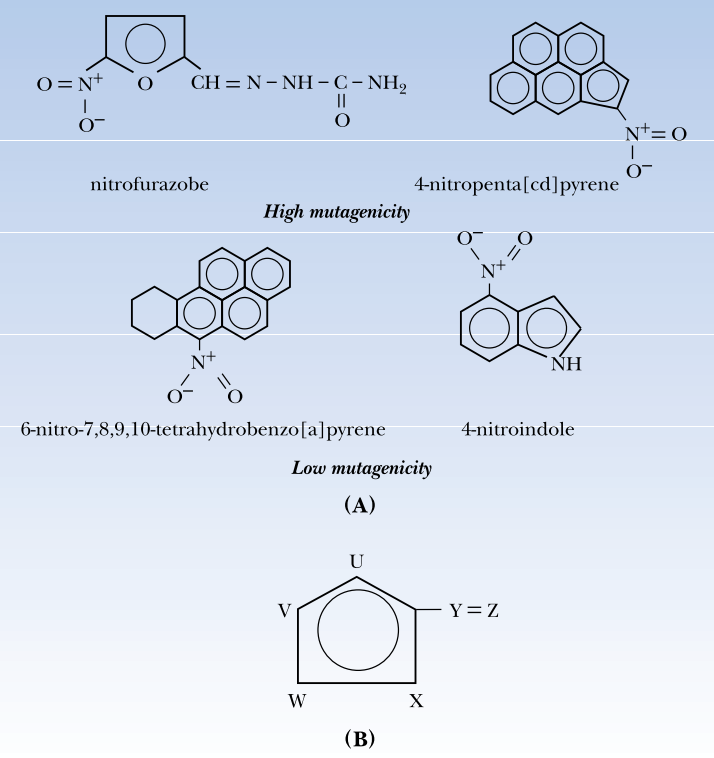 O = N⁺
O⁻
O
CH = N – NH – C – NH₂
O
N⁺ = O
O⁻
nitrofurazobe
4-nitropenta[cd]pyrene
High mutagenicity
O⁻
O
N⁺
NH
N⁺
O⁻
O
6-nitro-7,8,9,10-tetrahydrobenzo[a]pyrene
4-nitroindole
Low mutagenicity
(A)
U
V
Y = Z
W
X
(B)